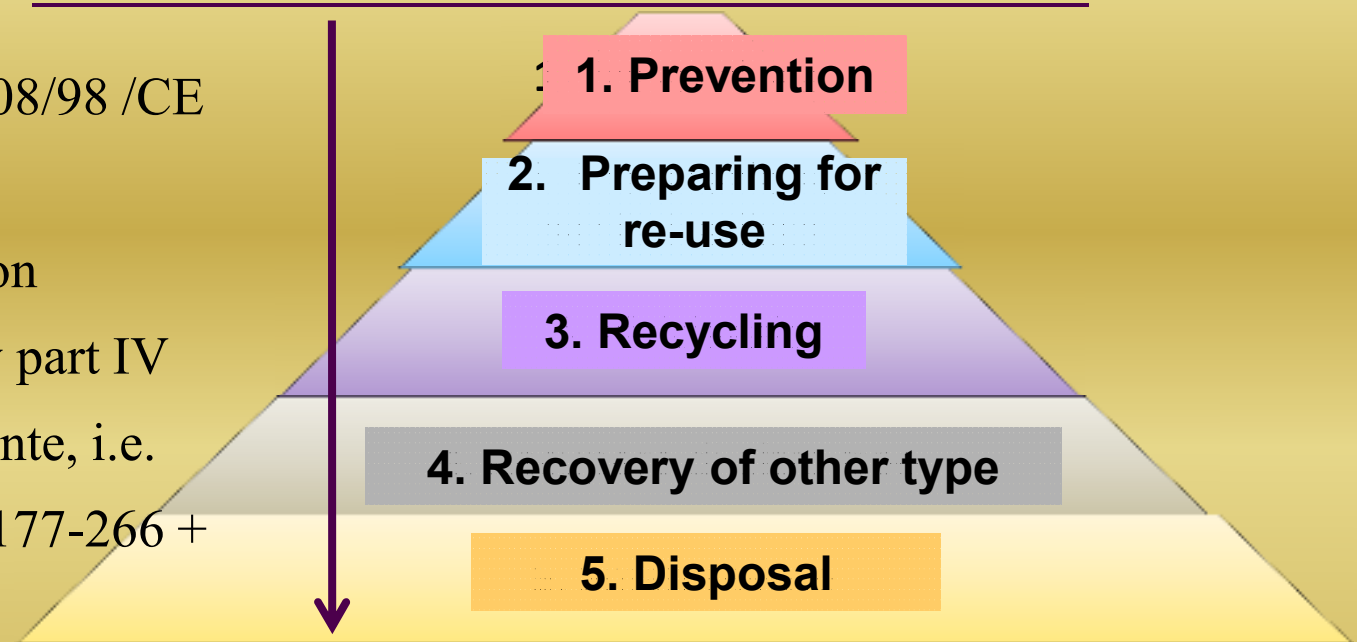 08/98 /CE
on
part IV
nte, i.e.
177-266 +
1. Prevention
2. Preparing for
re-use
3. Recycling
4. Recovery of other type
5. Disposal